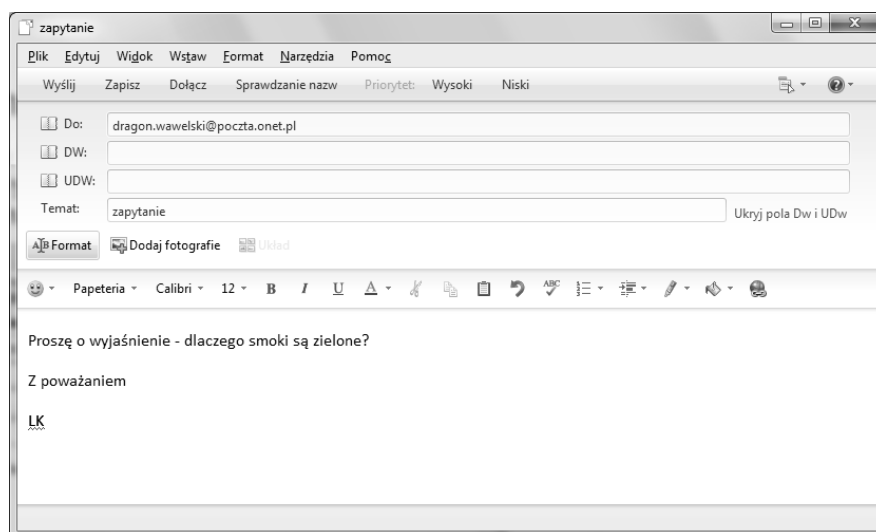 zapytanie
Plik Edytuj Widok Wstaw Format Narzędzia Pomoc
Wyślij Zapisz Dołącz Sprawdzanie nazw Priorytet: Wysoki Niski
Do: dragon.wawelski@poczta.onet.pl
DW:
UDW:
Temat: zapytanie Ukryj pola Dw i UDw
Format Dodaj fotografie Układ
Papeteria Calibri 12 B I U A ABC
Proszę o wyjaśnienie - dlaczego smoki są zielone?
Z poważaniem
LK